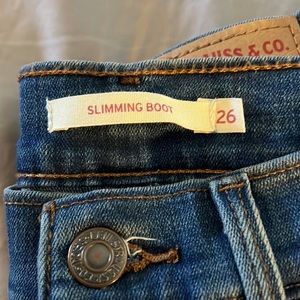 USS & CO.
SLIMMING BOOT
26